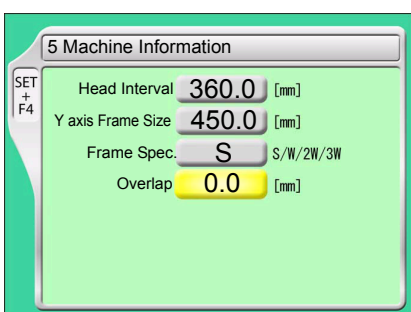 5 Machine Information
SET
+
F4
Head Interval 360.0 [mm]
Y axis Frame Size 450.0 [mm]
Frame Spec. S S/W/2W/3W
Overlap 0.0 [mm]